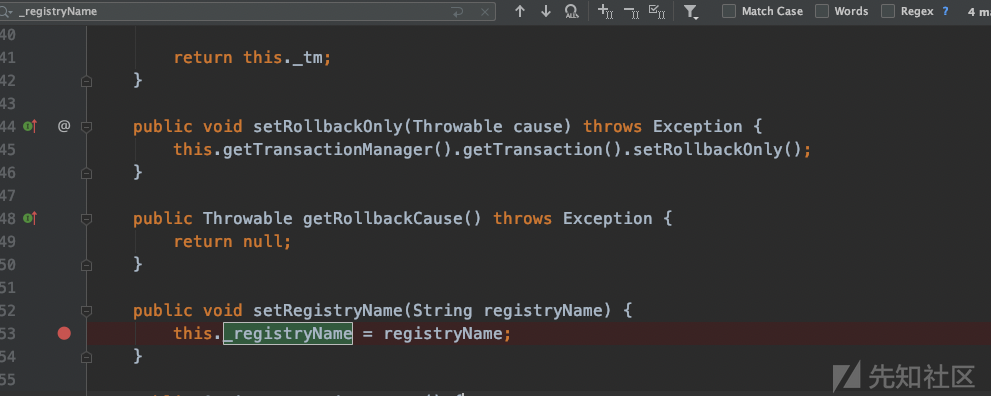 _registryName
Match Case
Words
Regex
?
4 ma
40
41 return this._tm;
42 }
43
44 @ public void setRollbackOnly(Throwable cause) throws Exception {
45 this.getTransactionManager().getTransaction().setRollbackOnly();
46 }
47
48 public Throwable getRollbackCause() throws Exception {
49 return null;
50 }
51
52 public void setRegistryName(String registryName) {
53 this._registryName = registryName;
54 }
55
先知社区